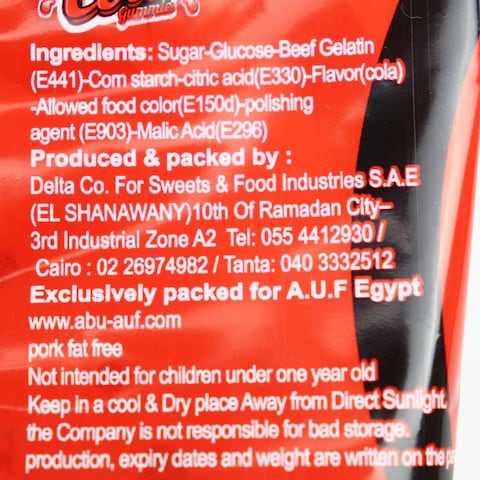 Gummies
Ingredients: Sugar-Glucose-Beef Gelatin
(E441)-Corn starch-citric acid(E330)-Flavor(cola)
-Allowed food color(E150d)-polishing
agent (E903)-Malic Acid(E296)
Produced & packed by :
Delta Co. For Sweets & Food Industries S.A.E
(EL SHANAWANY)10th Of Ramadan City–
3rd Industrial Zone A2 Tel: 055 4412930 /
Cairo : 02 26974982 / Tanta: 040 3332512
Exclusively packed for A.U.F Egypt
www.abu-auf.com
pork fat free
Not intended for children under one year old
Keep in a cool & Dry place Away from Direct Sunlight.
the Company is not responsible for bad storage.
production, expiry dates and weight are written on the